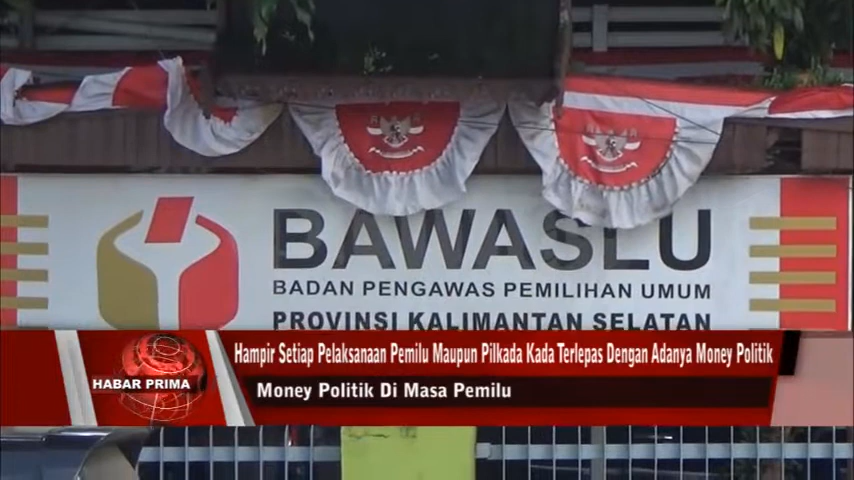 BAWASLU
BADAN PENGAWAS PEMILIHAN UMUM
PROVINSI KALIMANTAN SELATAN
HABAR PRIMA
Hampir Setiap Pelaksanaan Pemilu Maupun Pilkada Kada Terlepas Dengan Adanya Money Politik
Money Politik Di Masa Pemilu